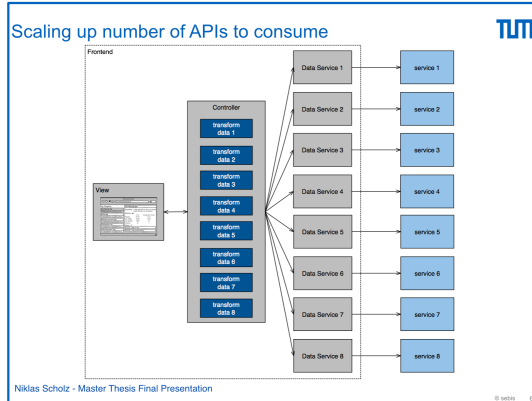 Scaling up number of APIs to consume
TUM
Frontend
Controller
transform
data 1
transform
data 2
transform
data 3
transform
data 4
transform
data 5
transform
data 6
transform
data 7
transform
data 8
View
Data Service 1
Data Service 2
Data Service 3
Data Service 4
Data Service 5
Data Service 6
Data Service 7
Data Service 8
service 1
service 2
service 3
service 4
service 5
service 6
service 7
service 8
Niklas Scholz - Master Thesis Final Presentation
© sebis